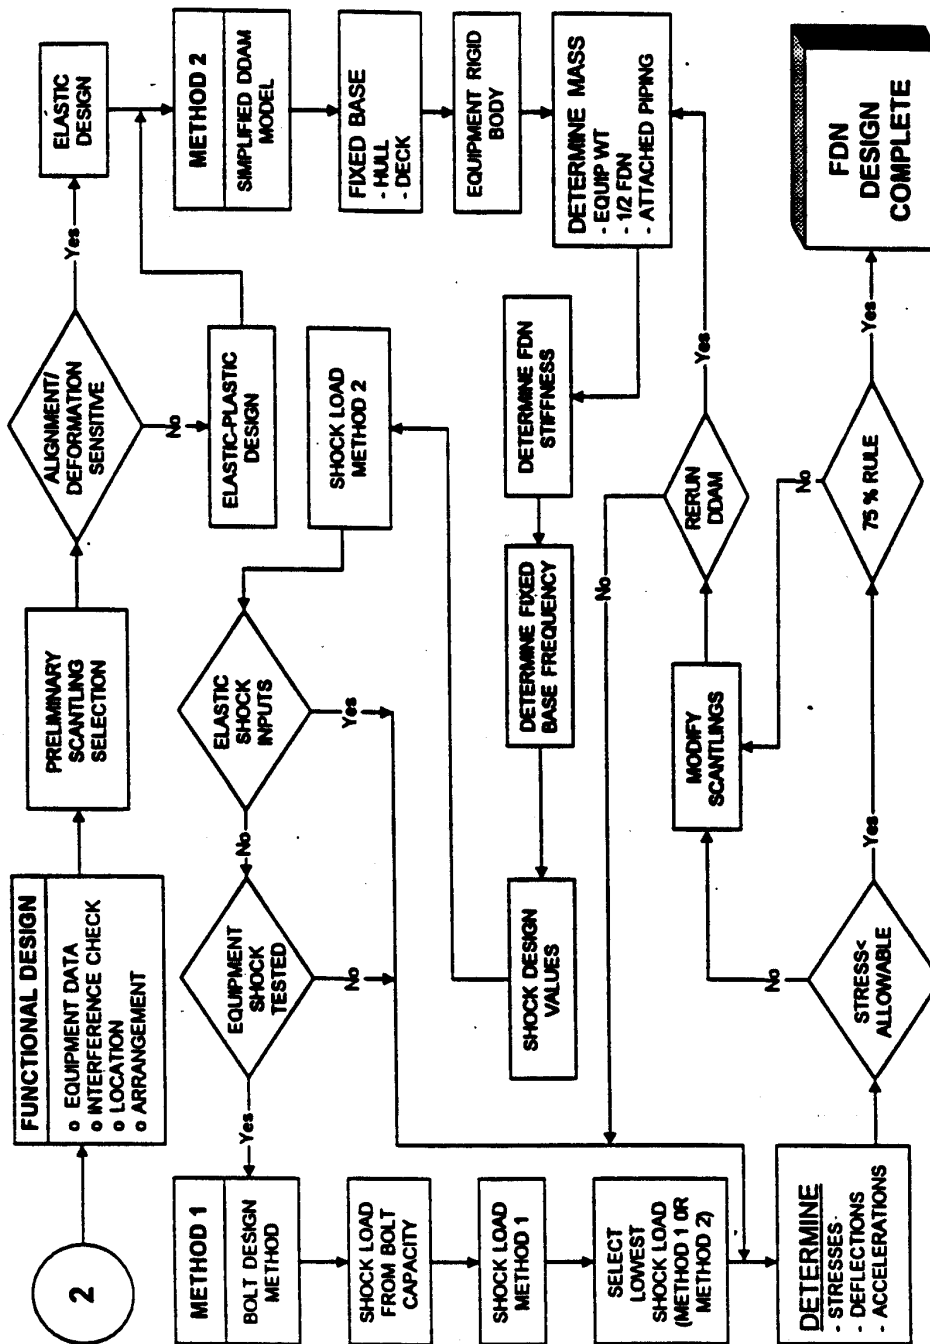 2
FUNCTIONAL DESIGN
o EQUIPMENT DATA
o INTERFERENCE CHECK
o LOCATION
o ARRANGEMENT
PRELIMINARY
SCANTLING
SELECTION
ALIGNMENT/
DEFORMATION
SENSITIVE
Yes
No
ELASTIC
DESIGN
ELASTIC-PLASTIC
DESIGN
METHOD 2
SIMPLIFIED DDAM
MODEL
FIXED BASE
- HULL
- DECK
EQUIPMENT RIGID
BODY
DETERMINE MASS
- EQUIP WT
- 1/2 FDN
- ATTACHED PIPING
DETERMINE FDN
STIFFNESS
DETERMINE FIXED
BASE FREQUENCY
SHOCK DESIGN
VALUES
SHOCK LOAD
METHOD 2
ELASTIC
SHOCK
INPUTS
Yes
No
EQUIPMENT
SHOCK
TESTED
No
Yes
METHOD 1
BOLT DESIGN
METHOD
SHOCK LOAD
FROM BOLT
CAPACITY
SHOCK LOAD
METHOD 1
SELECT
LOWEST
SHOCK LOAD
(METHOD 1 OR
METHOD 2)
DETERMINE
- STRESSES
- DEFLECTIONS
- ACCELERATIONS
STRESS<
ALLOWABLE
No
Yes
MODIFY
SCANTLINGS
RERUN
DDAM
No
Yes
75 % RULE
No
Yes
FDN
DESIGN
COMPLETE